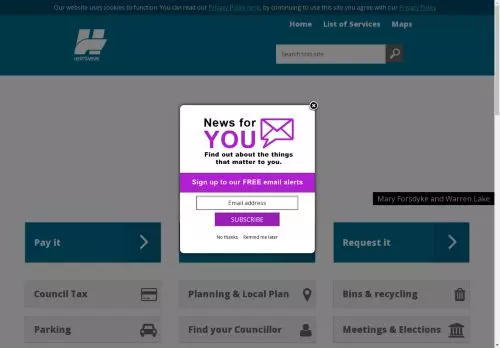 Our website uses cookies to function. You can read our Privacy Policy here, by continuing to use this site you agree with our Privacy Policy
Home List of Services Maps
HERTSMERE
Search this site
News for
YOU
Find out about the things
that matter to you.
Sign up to our FREE email alerts
Email address
SUBSCRIBE
No thanks Remind me later
Mary Forsdyke and Warren Lake
Pay it Request it
Council Tax Planning & Local Plan Bins & recycling
Parking Find your Councillor Meetings & Elections